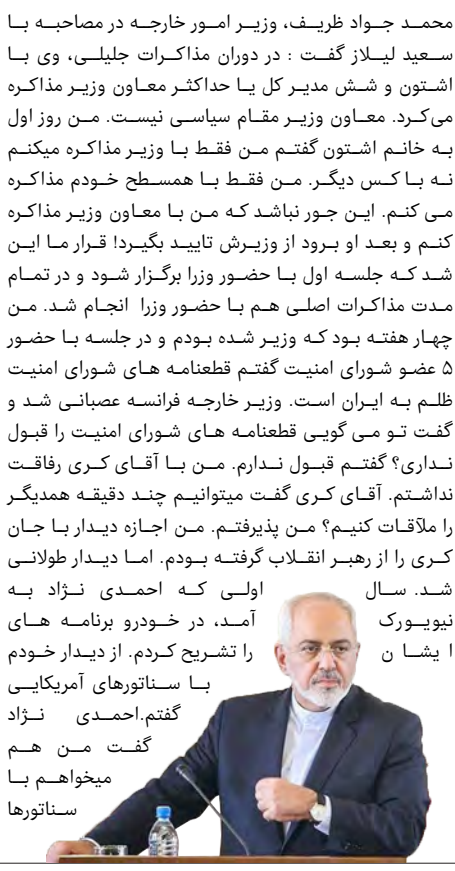 محمد جواد ظریف، وزیر امور خارجه در مصاحبه با
سعید لیلاز گفت : در دوران مذاکرات جلیلی، وی با
اشتون و شش مدیر کل یا حداکثر معاون وزیر مذاکره
می‌کرد. معاون وزیر مقام سیاسی نیست. من روز اول
به خانم اشتون گفتم من فقط با وزیر مذاکره میکنم
نه با کس دیگر. من فقط با همسطح خودم مذاکره
می کنم. این جور نباشد که من با معاون وزیر مذاکره
کنم و بعد او برود از وزیرش تایید بگیرد! قرار ما این
شد که جلسه اول با حضور وزرا برگزار شود و در تمام
مدت مذاکرات اصلی هم با حضور وزرا انجام شد. من
چهار هفته بود که وزیر شده بودم و در جلسه با حضور
۵ عضو شورای امنیت گفتم قطعنامه های شورای امنیت
ظلم به ایران است. وزیر خارجه فرانسه عصبانی شد و
گفت تو می گویی قطعنامه های شورای امنیت را قبول
نداری؟ گفتم قبول ندارم. من با آقای کری رفاقت
نداشتم. آقای کری گفت میتوانیم چند دقیقه همدیگر
را ملاقات کنیم؟ من پذیرفتم. من اجازه دیدار با جان
کری را از رهبر انقلاب گرفته بودم. اما دیدار طولانی
شد. سال اولی که احمدی نژاد به
نیویورک آمد، در خودرو برنامه های
ایشان را تشریح کردم. از دیدار خودم
با سناتورهای آمریکایی
گفتم.احمدی نژاد
گفت من هم
میخواهم با
سناتورها